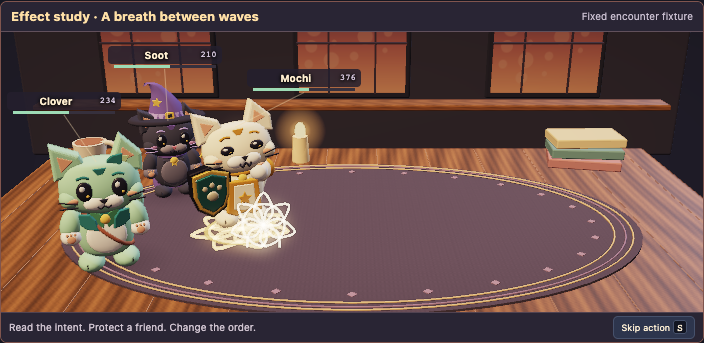 Effect study · A breath between waves
Fixed encounter fixture
Soot 210
Mochi 376
Clover 234
Read the intent. Protect a friend. Change the order.
Skip action S